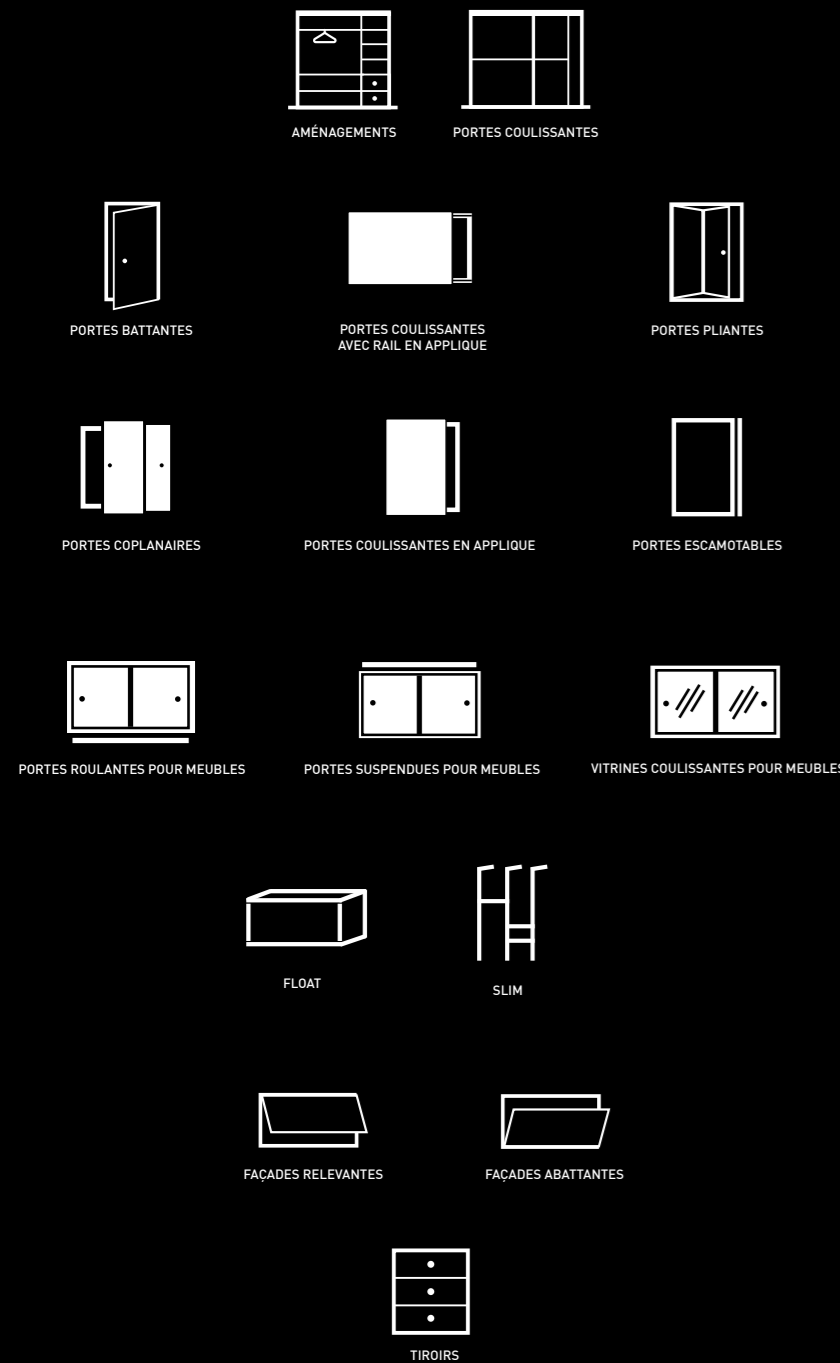 AMÉNAGEMENTS
PORTES COULISSANTES
PORTES BATTANTES
PORTES COULISSANTES
AVEC RAIL EN APPLIQUE
PORTES PLIANTES
PORTES COPLANAIRES
PORTES COULISSANTES EN APPLIQUE
PORTES ESCAMOTABLES
PORTES ROULANTES POUR MEUBLES
PORTES SUSPENDUES POUR MEUBLES
VITRINES COULISSANTES POUR MEUBLES
FLOAT
SLIM
FAÇADES RELEVANTES
FAÇADES ABATTANTES
TIROIRS